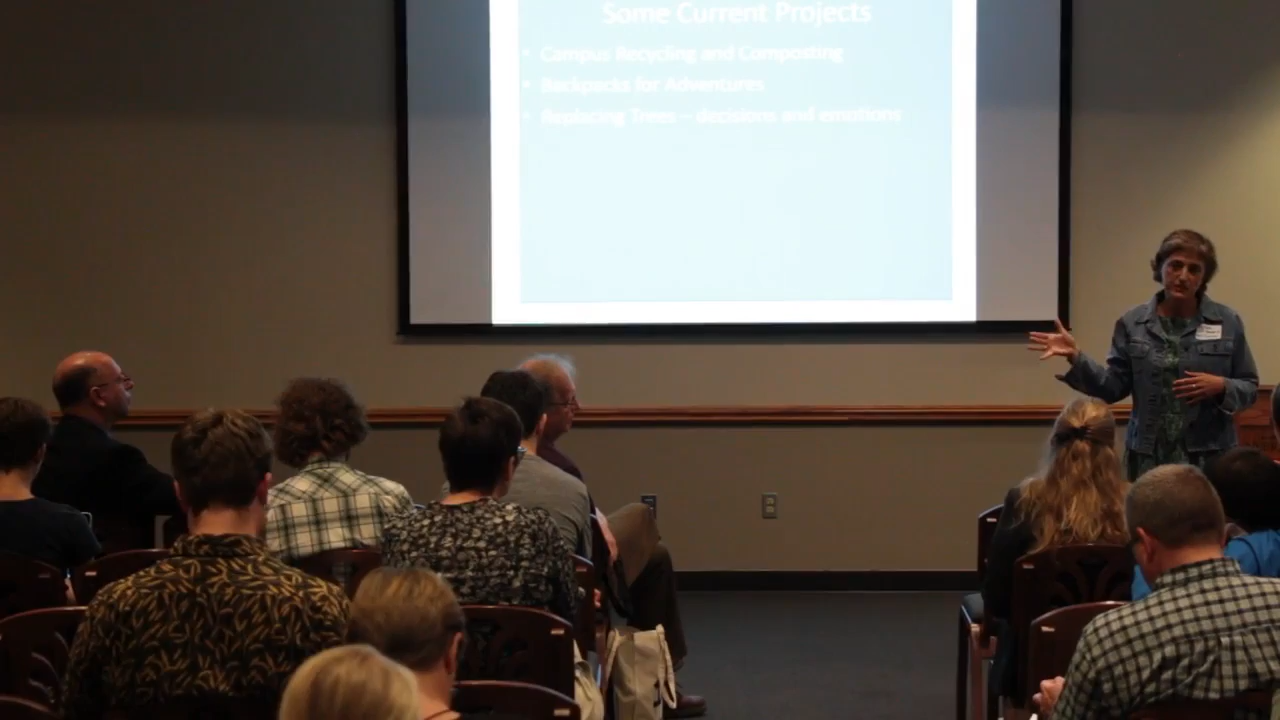 Some Current Projects
• Campus Recycling and Composting
• Backpacks for Adventures
• Replacing Trees – decisions and emotions